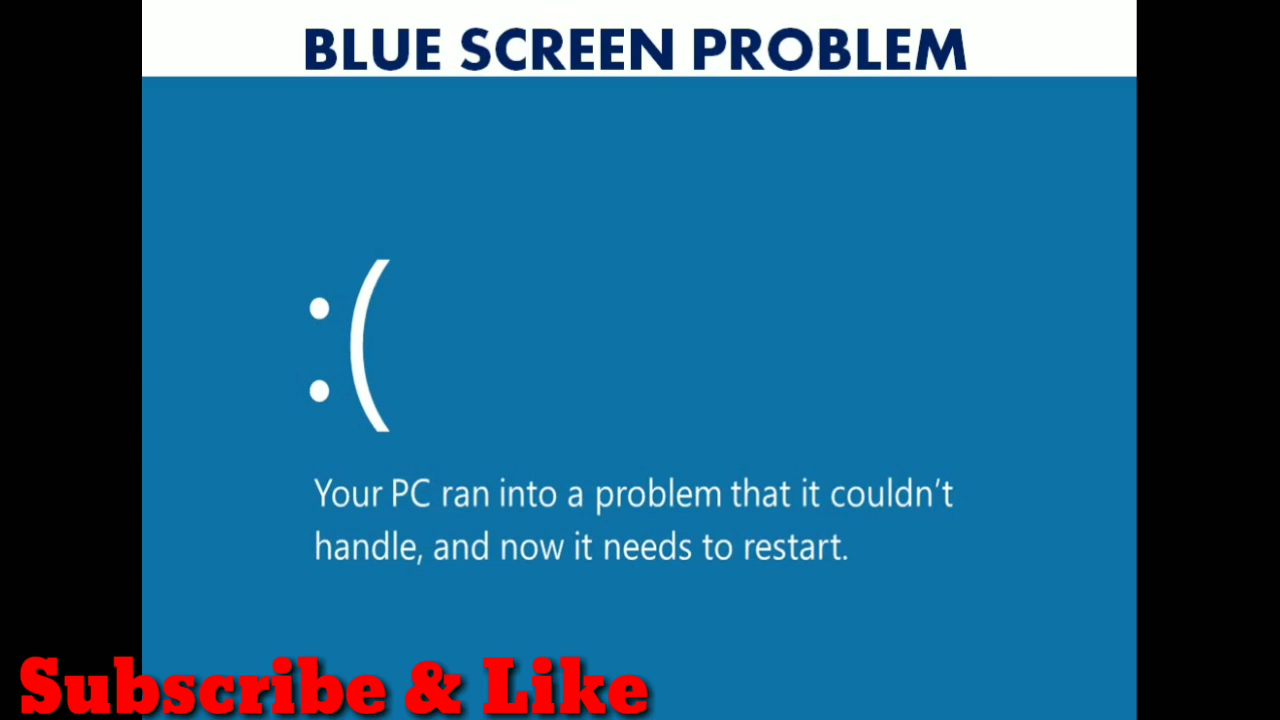 BLUE SCREEN PROBLEM
:(
Your PC ran into a problem that it couldn't
handle, and now it needs to restart.
Subscribe & Like